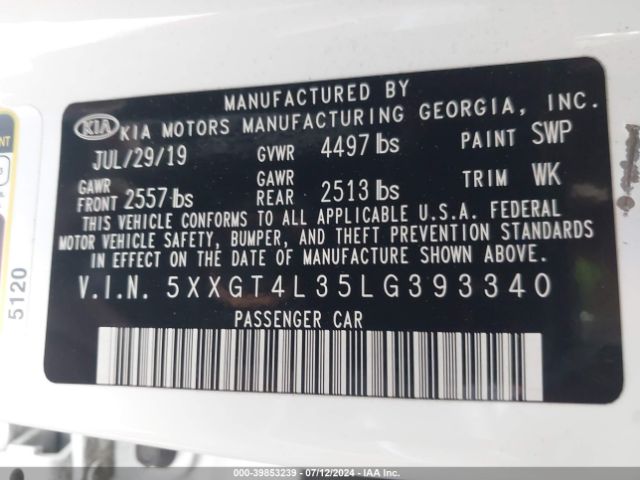 MANUFACTURED BY
KIA KIA MOTORS MANUFACTURING GEORGIA, INC.
JUL/29/19 GVWR 4497 lbs PAINT SWP
GAWR FRONT 2557 lbs GAWR REAR 2513 lbs TRIM WK
THIS VEHICLE CONFORMS TO ALL APPLICABLE U.S.A. FEDERAL
MOTOR VEHICLE SAFETY, BUMPER, AND THEFT PREVENTION STANDARDS
IN EFFECT ON THE DATE OF MANUFACTURE SHOWN ABOVE.
V.I.N. 5XXGT4L35LG393340
PASSENGER CAR
5120
000-39853239 - 07/12/2024 - IAA Inc.